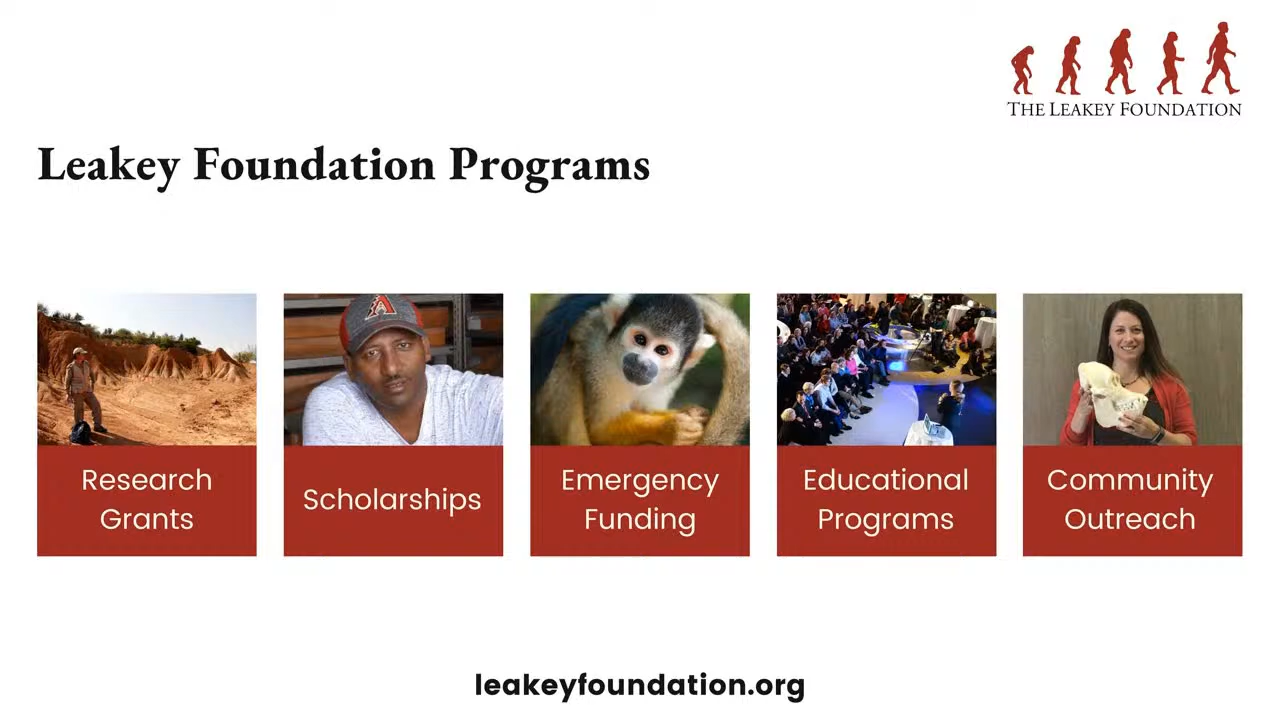 THE LEAKEY FOUNDATION
Leakey Foundation Programs
A
Research
Grants
Scholarships
Emergency
Funding
Educational
Programs
Community
Outreach
leakeyfoundation.org